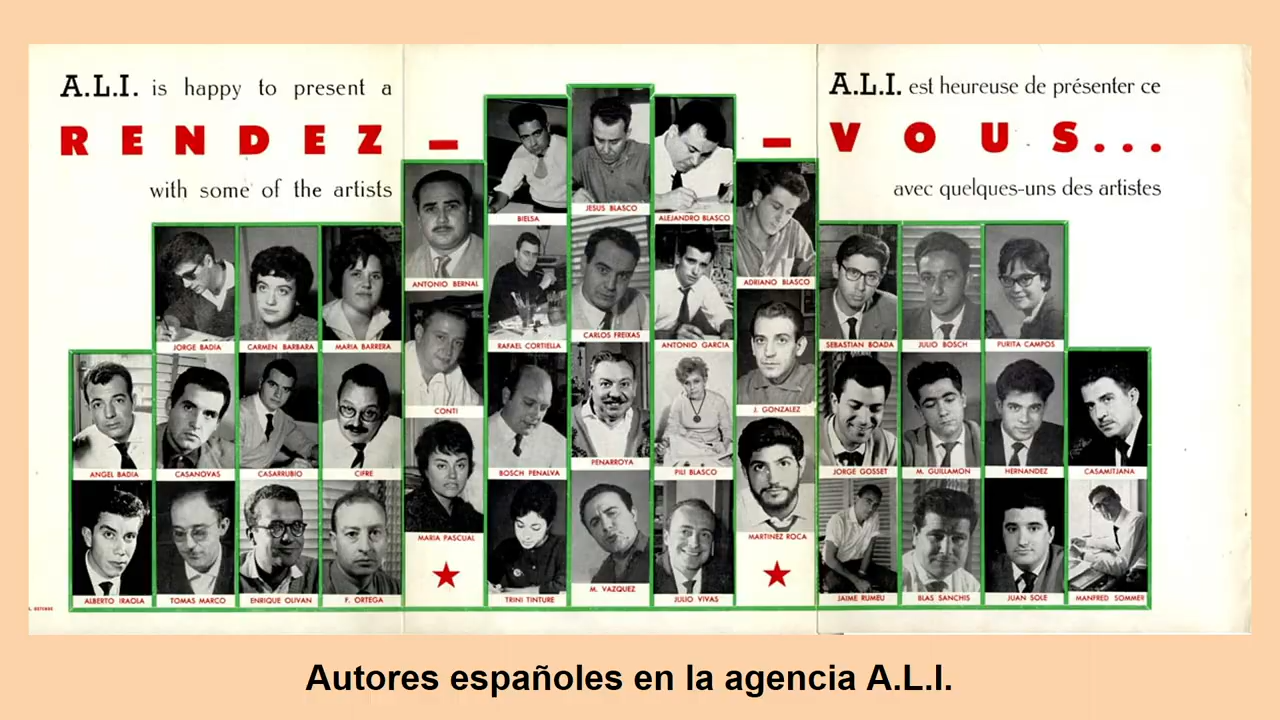 A.L.I. is happy to present a
RENDEZ-
with some of the artists
A.L.I. est heureuse de présenter ce
-VOUS...
avec quelques-uns des artistes
BIELSA
JESUS BLASCO
ALEJANDRO BLASCO
ANTONIO BERNAL
ADRIANO BLASCO
JORGE BADIA
CARMEN BARBARA
MARIA BARRERA
RAFAEL CORTIELLA
CARLOS FREIXAS
ANTONIO GARCIA
SEBASTIAN BOADA
JULIO BOSCH
PURITA CAMPOS
CONTI
J. GONZALEZ
ANGEL BADIA
CASANOVAS
CASARRUBIO
CIFRE
BOSCH PENALVA
PENARROYA
PILI BLASCO
JORGE GOSSET
M. GUILLAMON
HERNANDEZ
CASAMITJANA
MARIA PASCUAL
MARTINEZ ROCA
ALBERTO IRAOLA
TOMAS MARCO
ENRIQUE OLIVAN
F. ORTEGA
TRINI TINTURE
M. VAZQUEZ
JULIO VIVAS
JAIME RUMEU
BLAS SANCHIS
JUAN SOLE
MANFRED SOMMER
Autores españoles en la agencia A.L.I.